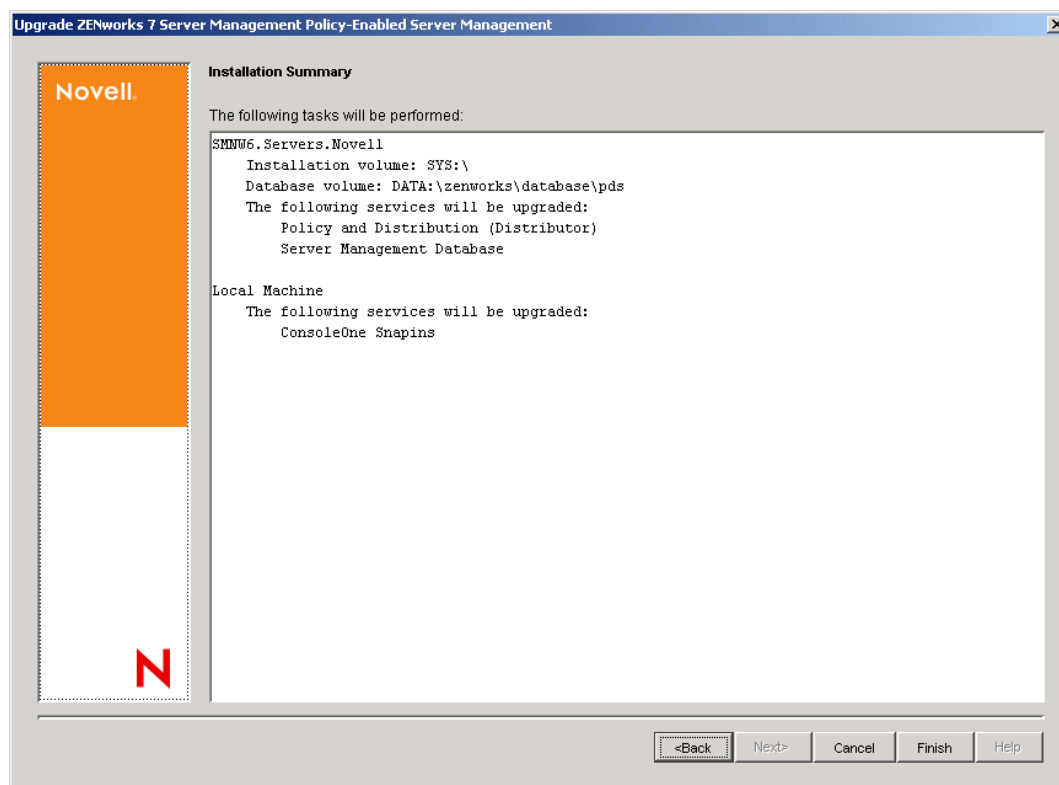 Upgrade ZENworks 7 Server Management Policy-Enabled Server Management
Novell.
Installation Summary
The following tasks will be performed:
SMNW6.Servers.Novell
Installation volume: SYS:\
Database volume: DATA:\zenworks\database\pds
The following services will be upgraded:
Policy and Distribution (Distributor)
Server Management Database
Local Machine
The following services will be upgraded:
ConsoleOne Snapins
N
<Back Next> Cancel Finish Help